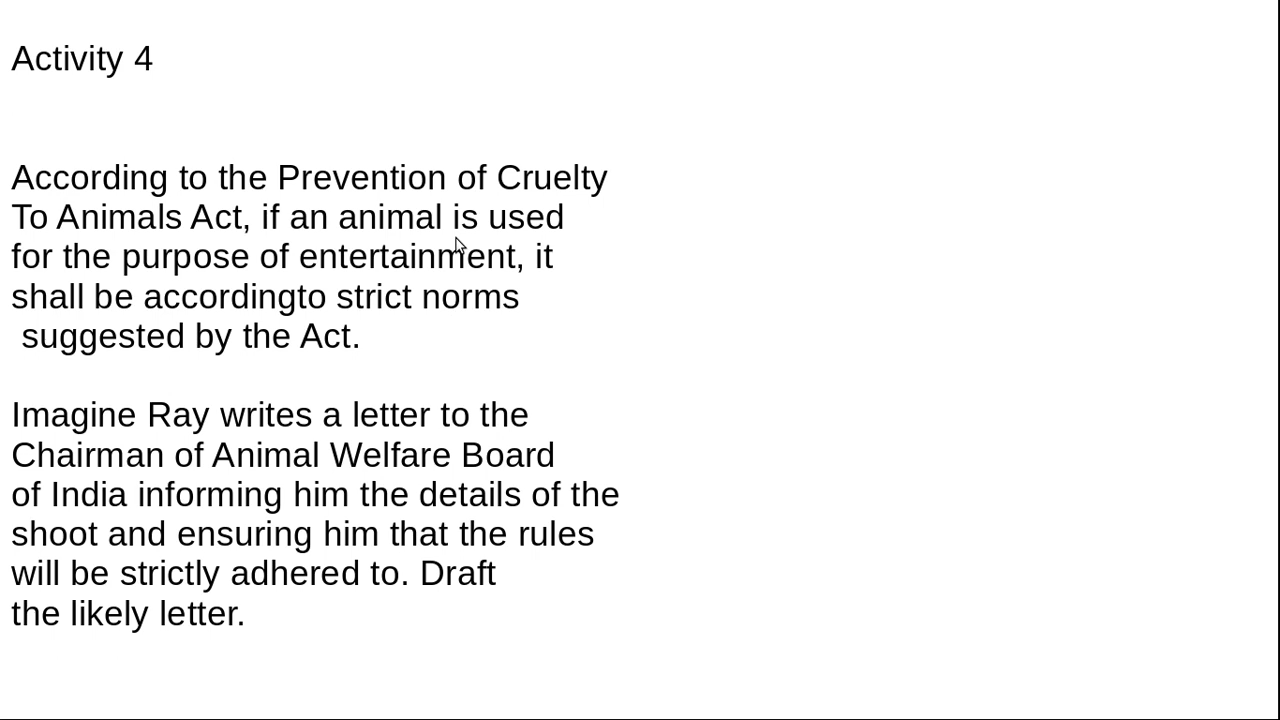 Activity 4
According to the Prevention of Cruelty
To Animals Act, if an animal is used
for the purpose of entertainment, it
shall be accordingto strict norms
suggested by the Act.
Imagine Ray writes a letter to the
Chairman of Animal Welfare Board
of India informing him the details of the
shoot and ensuring him that the rules
will be strictly adhered to. Draft
the likely letter.